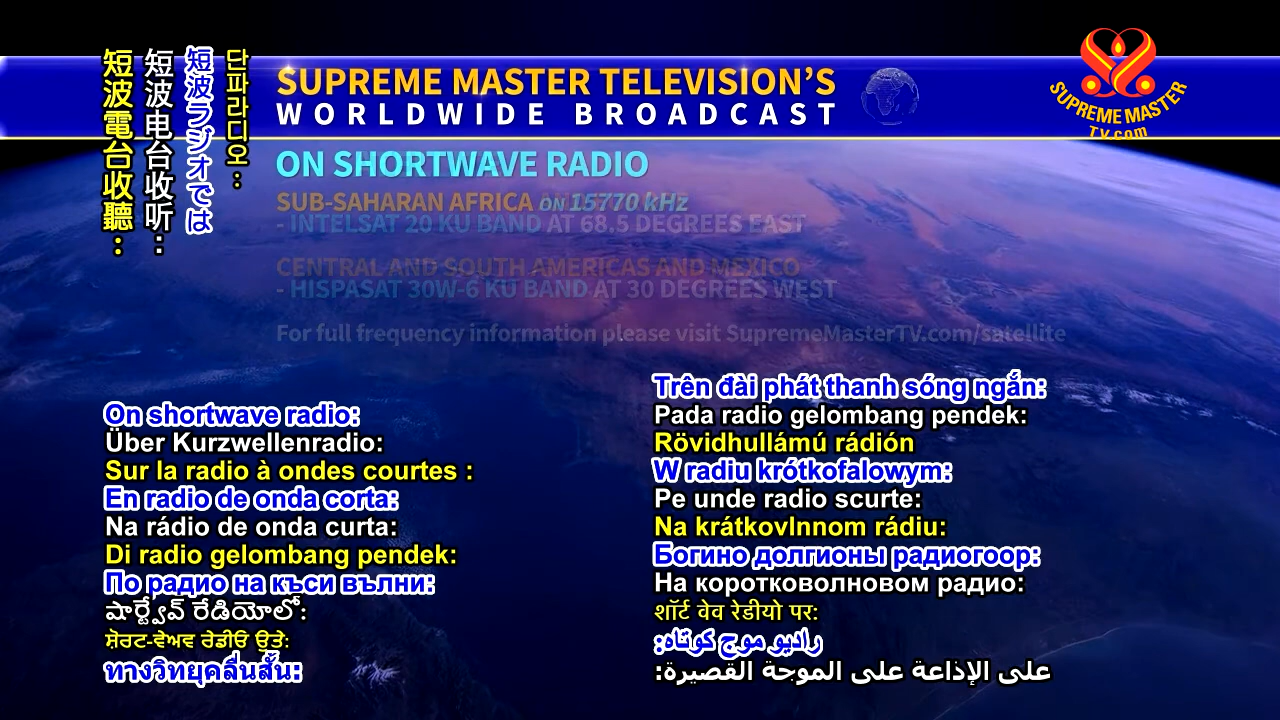 短波電台收聽：
短波电台收听：
短波ラジオでは
단파라디오：
SUPREME MASTER TELEVISION'S
WORLDWIDE BROADCAST
SUPREME MASTER
TV.com
ON SHORTWAVE RADIO
SUB-SAHARAN AFRICA ON 15770 kHz
- INTELSAT 20 KU BAND AT 68.5 DEGREES EAST
CENTRAL AND SOUTH AMERICAS AND MEXICO
- HISPASAT 30W-6 KU BAND AT 30 DEGREES WEST
For full frequency information please visit SupremeMasterTV.com/satellite
On shortwave radio:
Über Kurzwellenradio:
Sur la radio à ondes courtes :
En radio de onda corta:
Na rádio de onda curta:
Di radio gelombang pendek:
По радио на къси вълни:
షార్ట్వేవ్ రేడియోలో:
ਸ਼ੋਰਟ-ਵੇਅਵ ਰੇਡੀਓ ਉਤੇ:
ทางวิทยุคลื่นสั้น:
Trên đài phát thanh sóng ngắn:
Pada radio gelombang pendek:
Rövidhullámú rádión
W radiu krótkofalowym:
Pe unde radio scurte:
Na krátkovlnnom rádiu:
Богино долгионы радиогоор:
На коротковолновом радио:
शॉर्ट वेव रेडीयो पर:
رادیو موج کوتاه:
على الإذاعة على الموجة القصيرة: